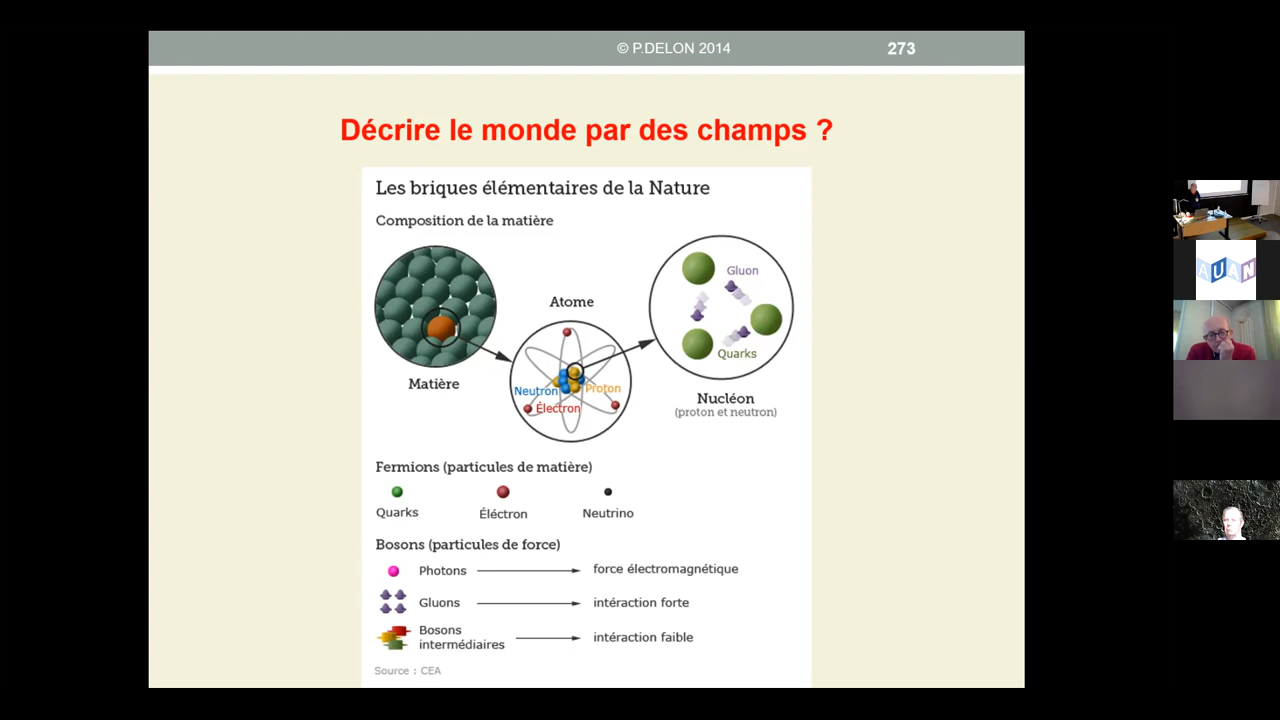 © P.DELON 2014
273
Décrire le monde par des champs ?
Les briques élémentaires de la Nature
Composition de la matière
Gluon
Atome
Quarks
Matière
Neutron
Proton
Électron
Nucléon
(proton et neutron)
Fermions (particules de matière)
Quarks
Éléctron
Neutrino
Bosons (particules de force)
Photons
force électromagnétique
Gluons
intéraction forte
Bosons
intermédiaires
intéraction faible
Source : CEA
AUAN